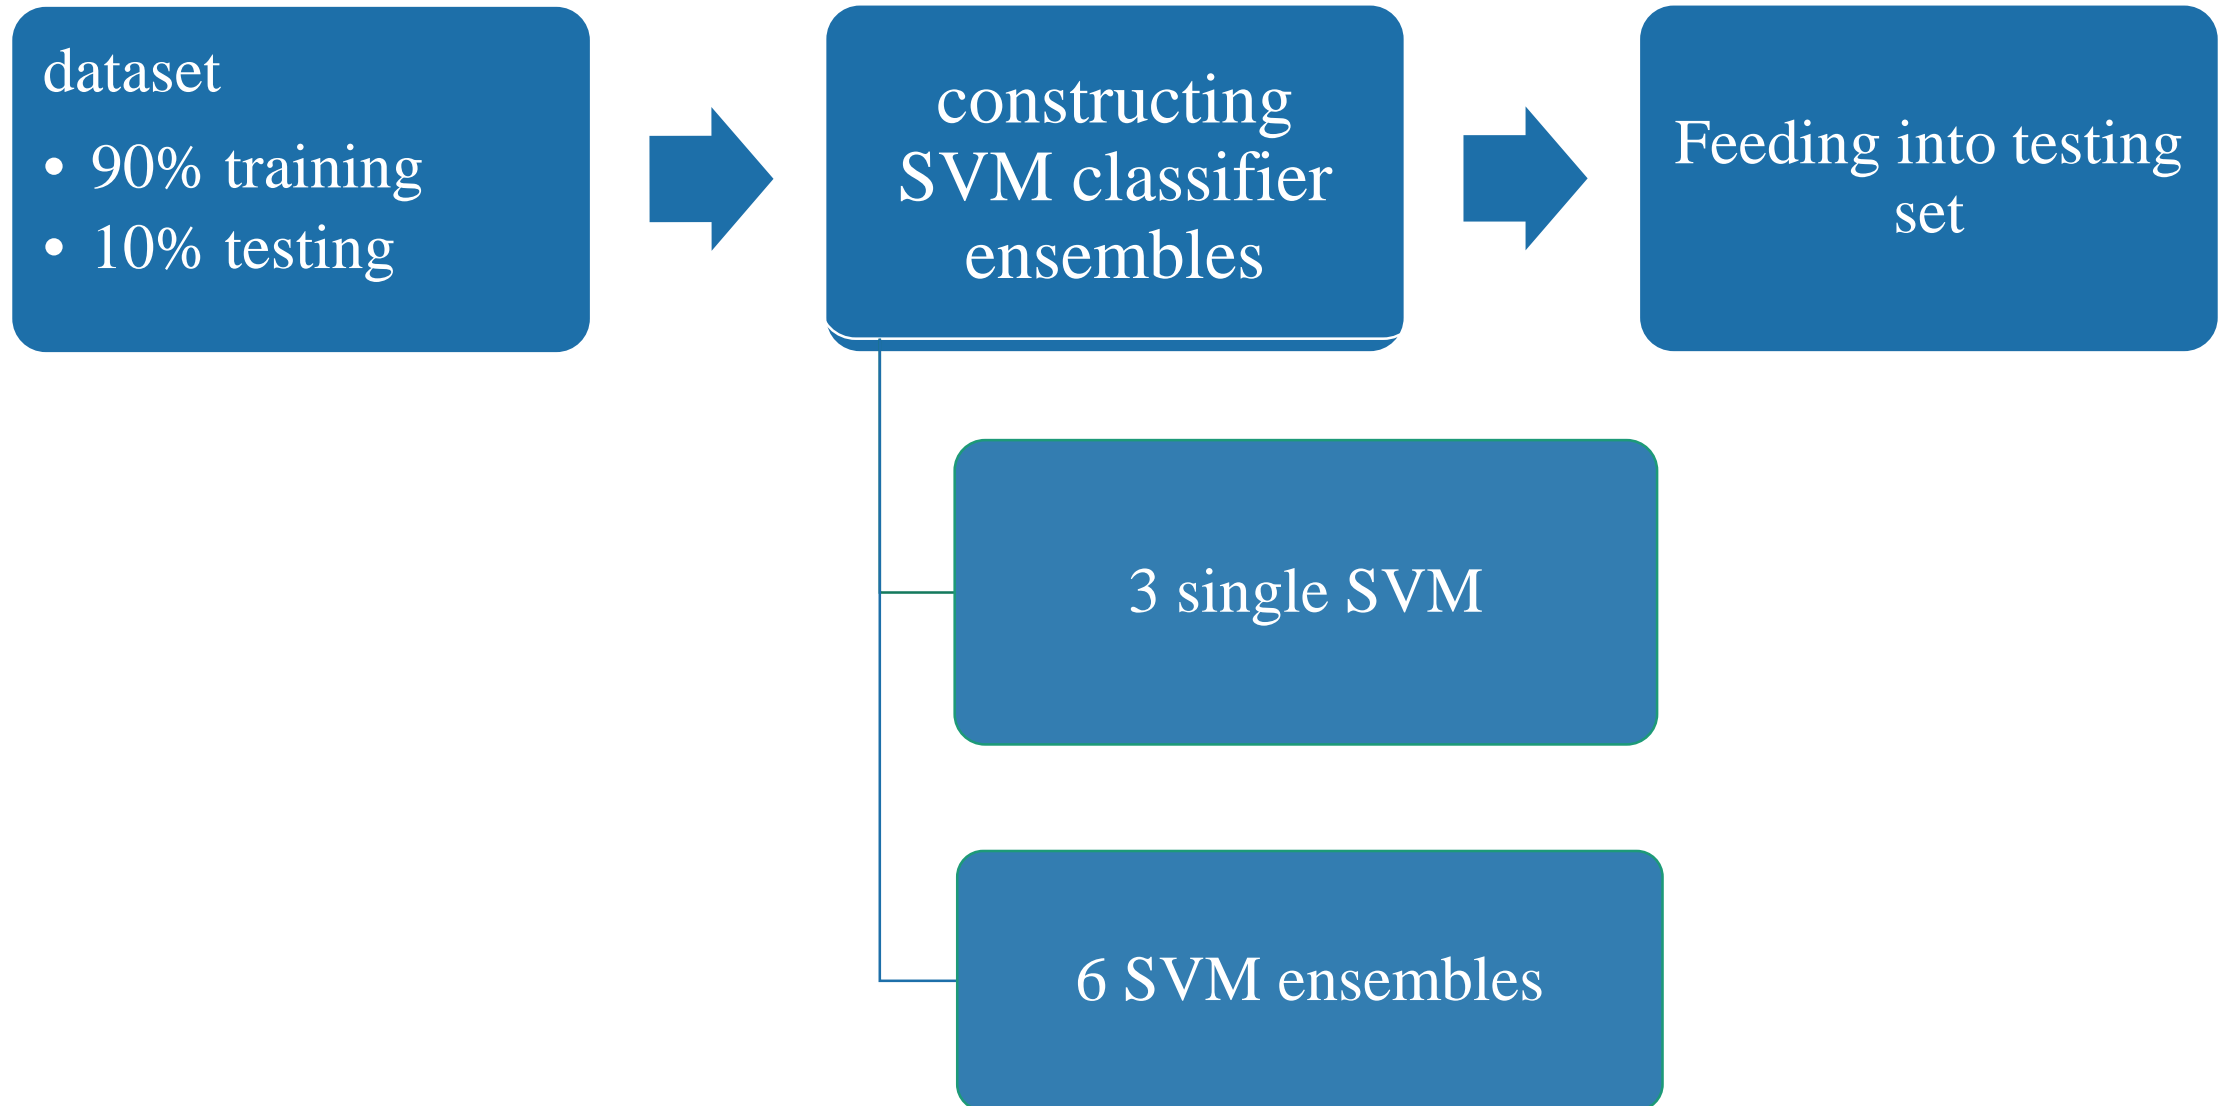 dataset
• 90% training
• 10% testing
constructing
SVM classifier
ensembles
Feeding into testing
set
3 single SVM
6 SVM ensembles